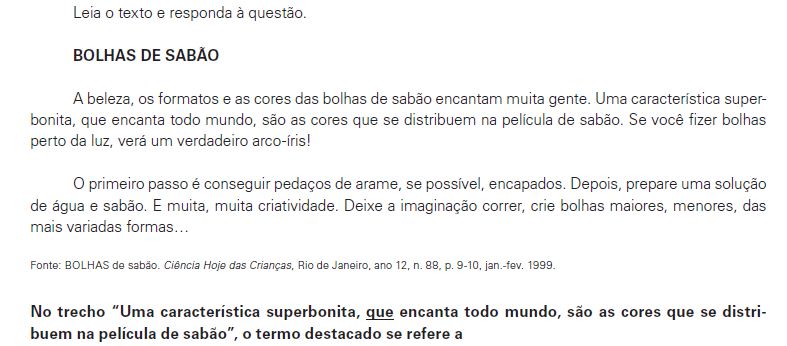 Leia o texto e responda à questão.
BOLHAS DE SABÃO
A beleza, os formatos e as cores das bolhas de sabão encantam muita gente. Uma característica super-
bonita, que encanta todo mundo, são as cores que se distribuem na película de sabão. Se você fizer bolhas
perto da luz, verá um verdadeiro arco-íris!
O primeiro passo é conseguir pedaços de arame, se possível, encapados. Depois, prepare uma solução
de água e sabão. E muita, muita criatividade. Deixe a imaginação correr, crie bolhas maiores, menores, das
mais variadas formas…
Fonte: BOLHAS de sabão. Ciência Hoje das Crianças, Rio de Janeiro, ano 12, n. 88, p. 9-10, jan.-fev. 1999.
No trecho “Uma característica superbonita, que encanta todo mundo, são as cores que se distri-
buem na película de sabão”, o termo destacado se refere a